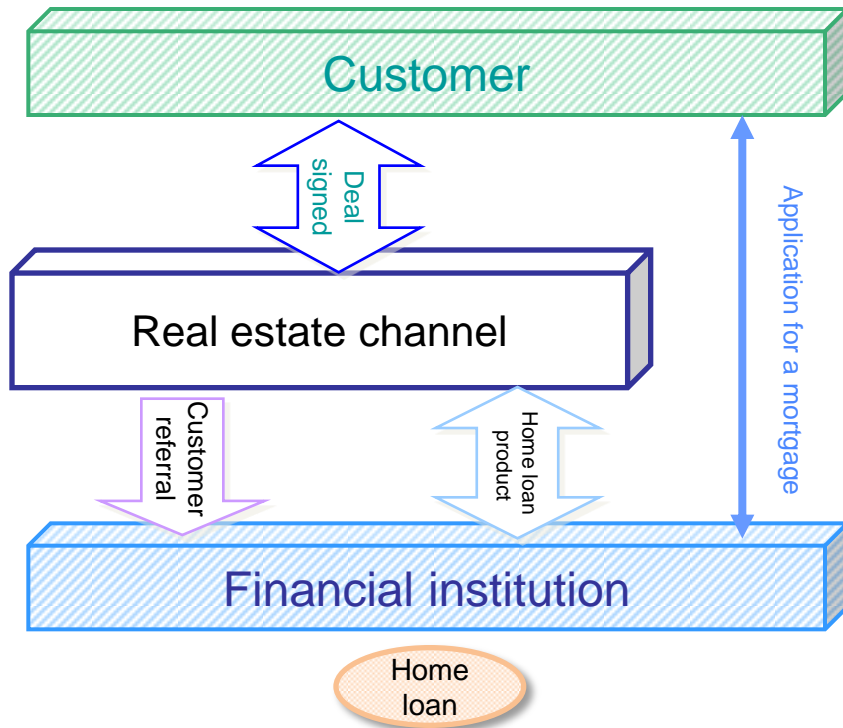 Customer
Deal
signed
Application for a mortgage
Real estate channel
Customer
referral
Home loan
product
Financial institution
Home
loan